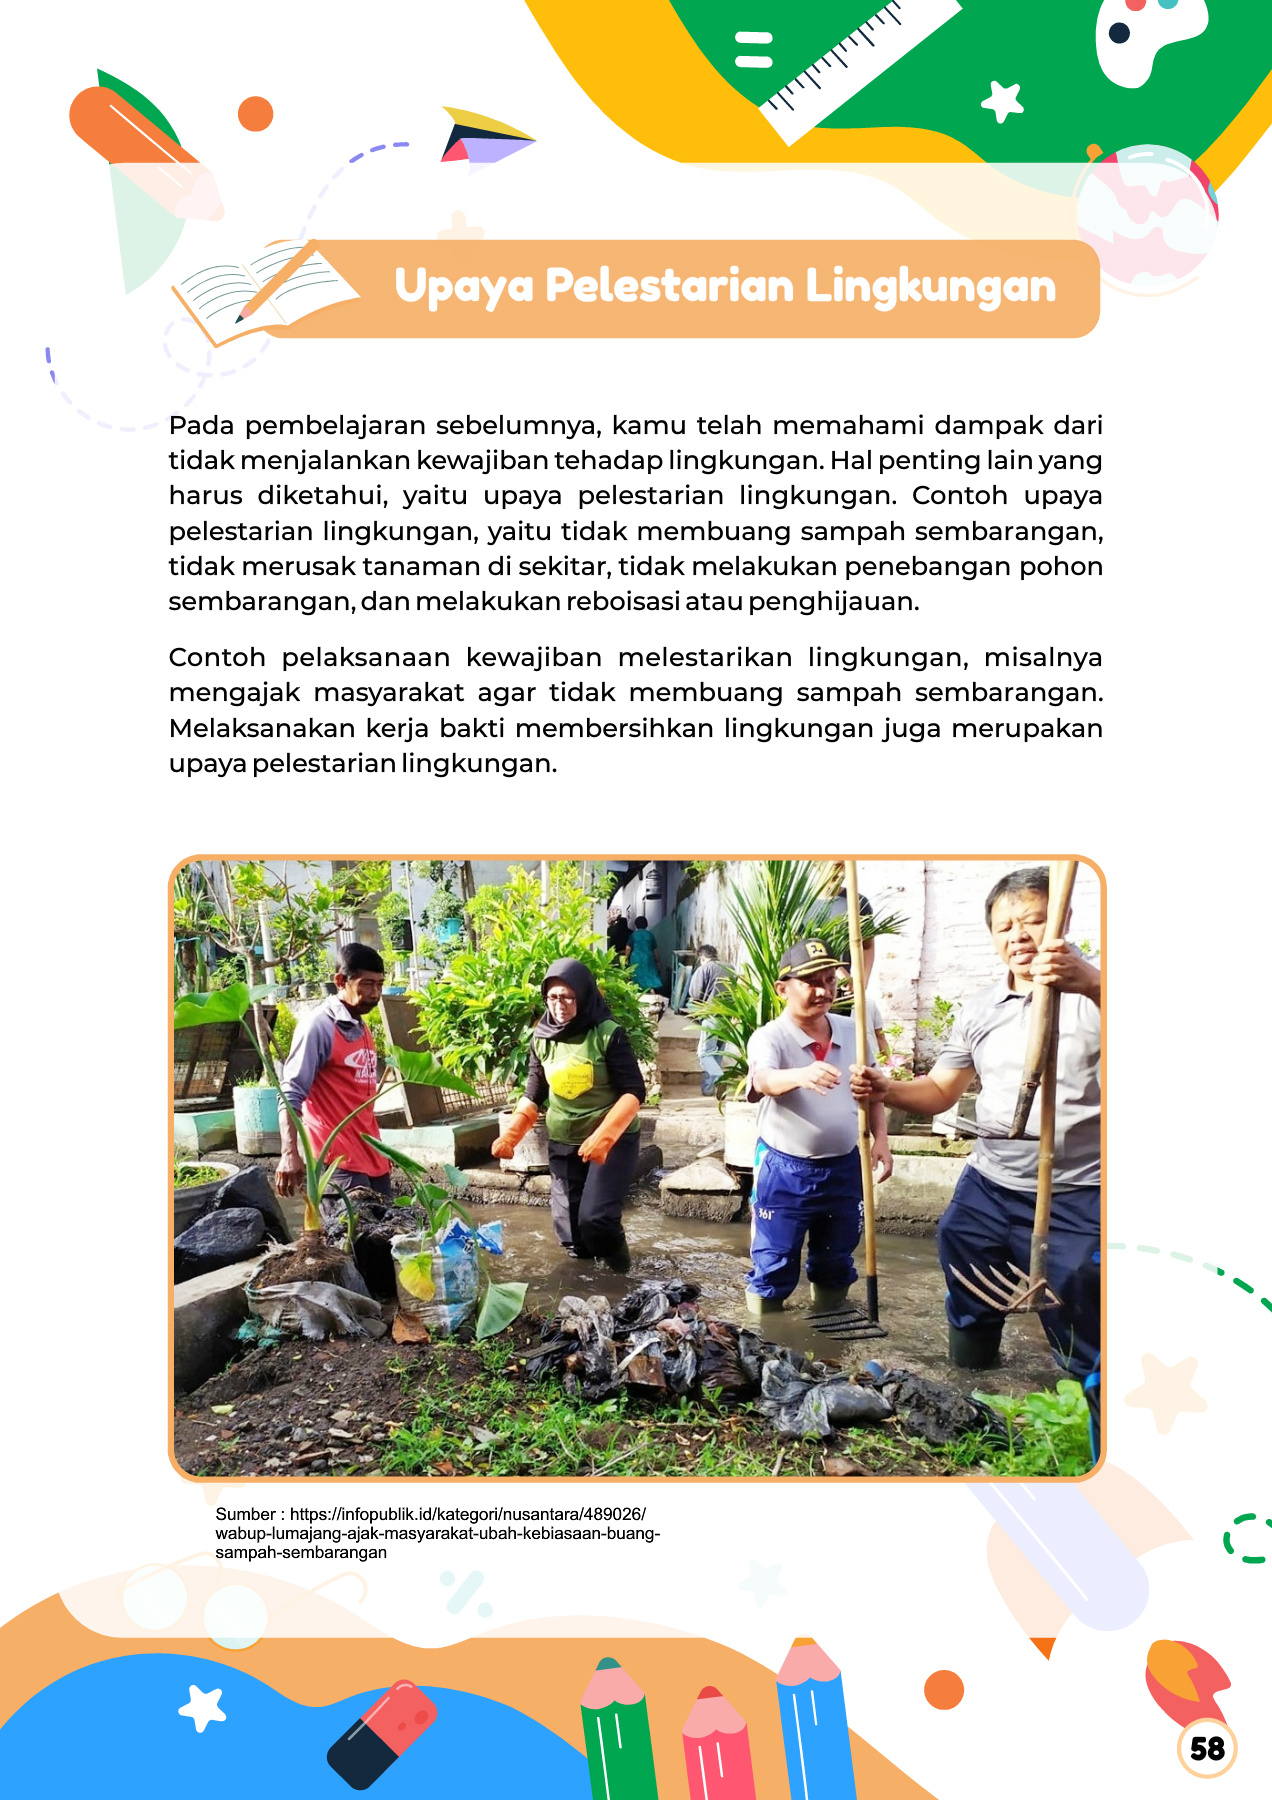 Upaya Pelestarian Lingkungan
Pada pembelajaran sebelumnya, kamu telah memahami dampak dari
tidak menjalankan kewajiban tehadap lingkungan. Hal penting lain yang
harus diketahui, yaitu upaya pelestarian lingkungan. Contoh upaya
pelestarian lingkungan, yaitu tidak membuang sampah sembarangan,
tidak merusak tanaman di sekitar, tidak melakukan penebangan pohon
sembarangan, dan melakukan reboisasi atau penghijauan.
Contoh pelaksanaan kewajiban melestarikan lingkungan, misalnya
mengajak masyarakat agar tidak membuang sampah sembarangan.
Melaksanakan kerja bakti membersihkan lingkungan juga merupakan
upaya pelestarian lingkungan.
361°
Sumber : https://infopublik.id/kategori/nusantara/489026/
wabup-lumajang-ajak-masyarakat-ubah-kebiasaan-buang-
sampah-sembarangan
58